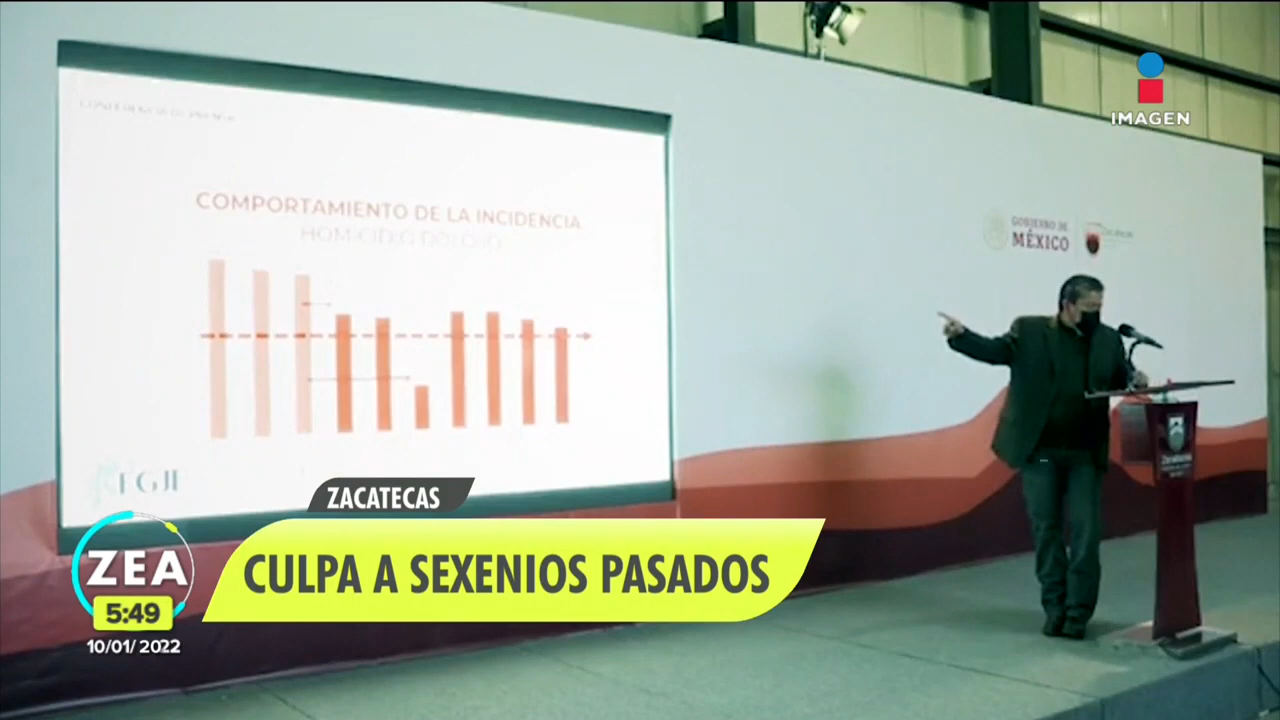 IMAGEN
COMPORTAMIENTO DE LA INCIDENCIA
HOMICIDIO DOLOSO
GOBIERNO DE
MÉXICO
FGJE
ZACATECAS
CULPA A SEXENIOS PASADOS
ZEA
5:49
10/01/2022